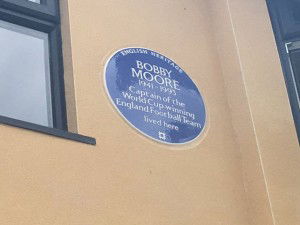 ENGLISH HERITAGE
BOBBY
MOORE
1941-1993
Captain of the
World Cup-winning
England Football Team
lived here